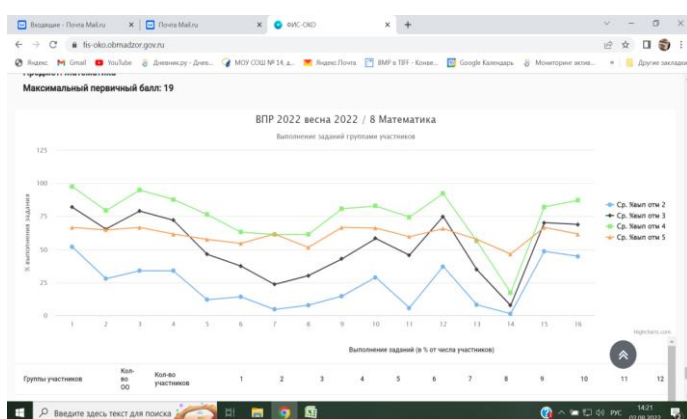 Входящие - Почта Mail.ru
Почта Mail.ru
ФИС-ОКО
fis-oko.obrnadzor.gov.ru
Яндекс
Gmail
YouTube
Дневник.ру - Днев...
МОУ СОШ № 14, д...
Яндекс.Почта
BMP в TIFF - Конве...
Google Календарь
Мониторинг актив...
Другие закладки
Предмет: Математика
Максимальный первичный балл: 19
ВПР 2022 весна 2022 / 8 Математика
Выполнение заданий группами участников
125
100
75
50
25
0
% выполнения задания
1 2 3 4 5 6 7 8 9 10 11 12 13 14 15 16
Ср. %вып отм 2
Ср. %вып отм 3
Ср. %вып отм 4
Ср. %вып отм 5
Highcharts.com
Выполнение заданий (в % от числа участников)
Группы участников
Кол-во ОО
Кол-во участников
1 2 3 4 5 6 7 8 9 10 11 12
Введите здесь текст для поиска
РУС
14:21
02.08.2022